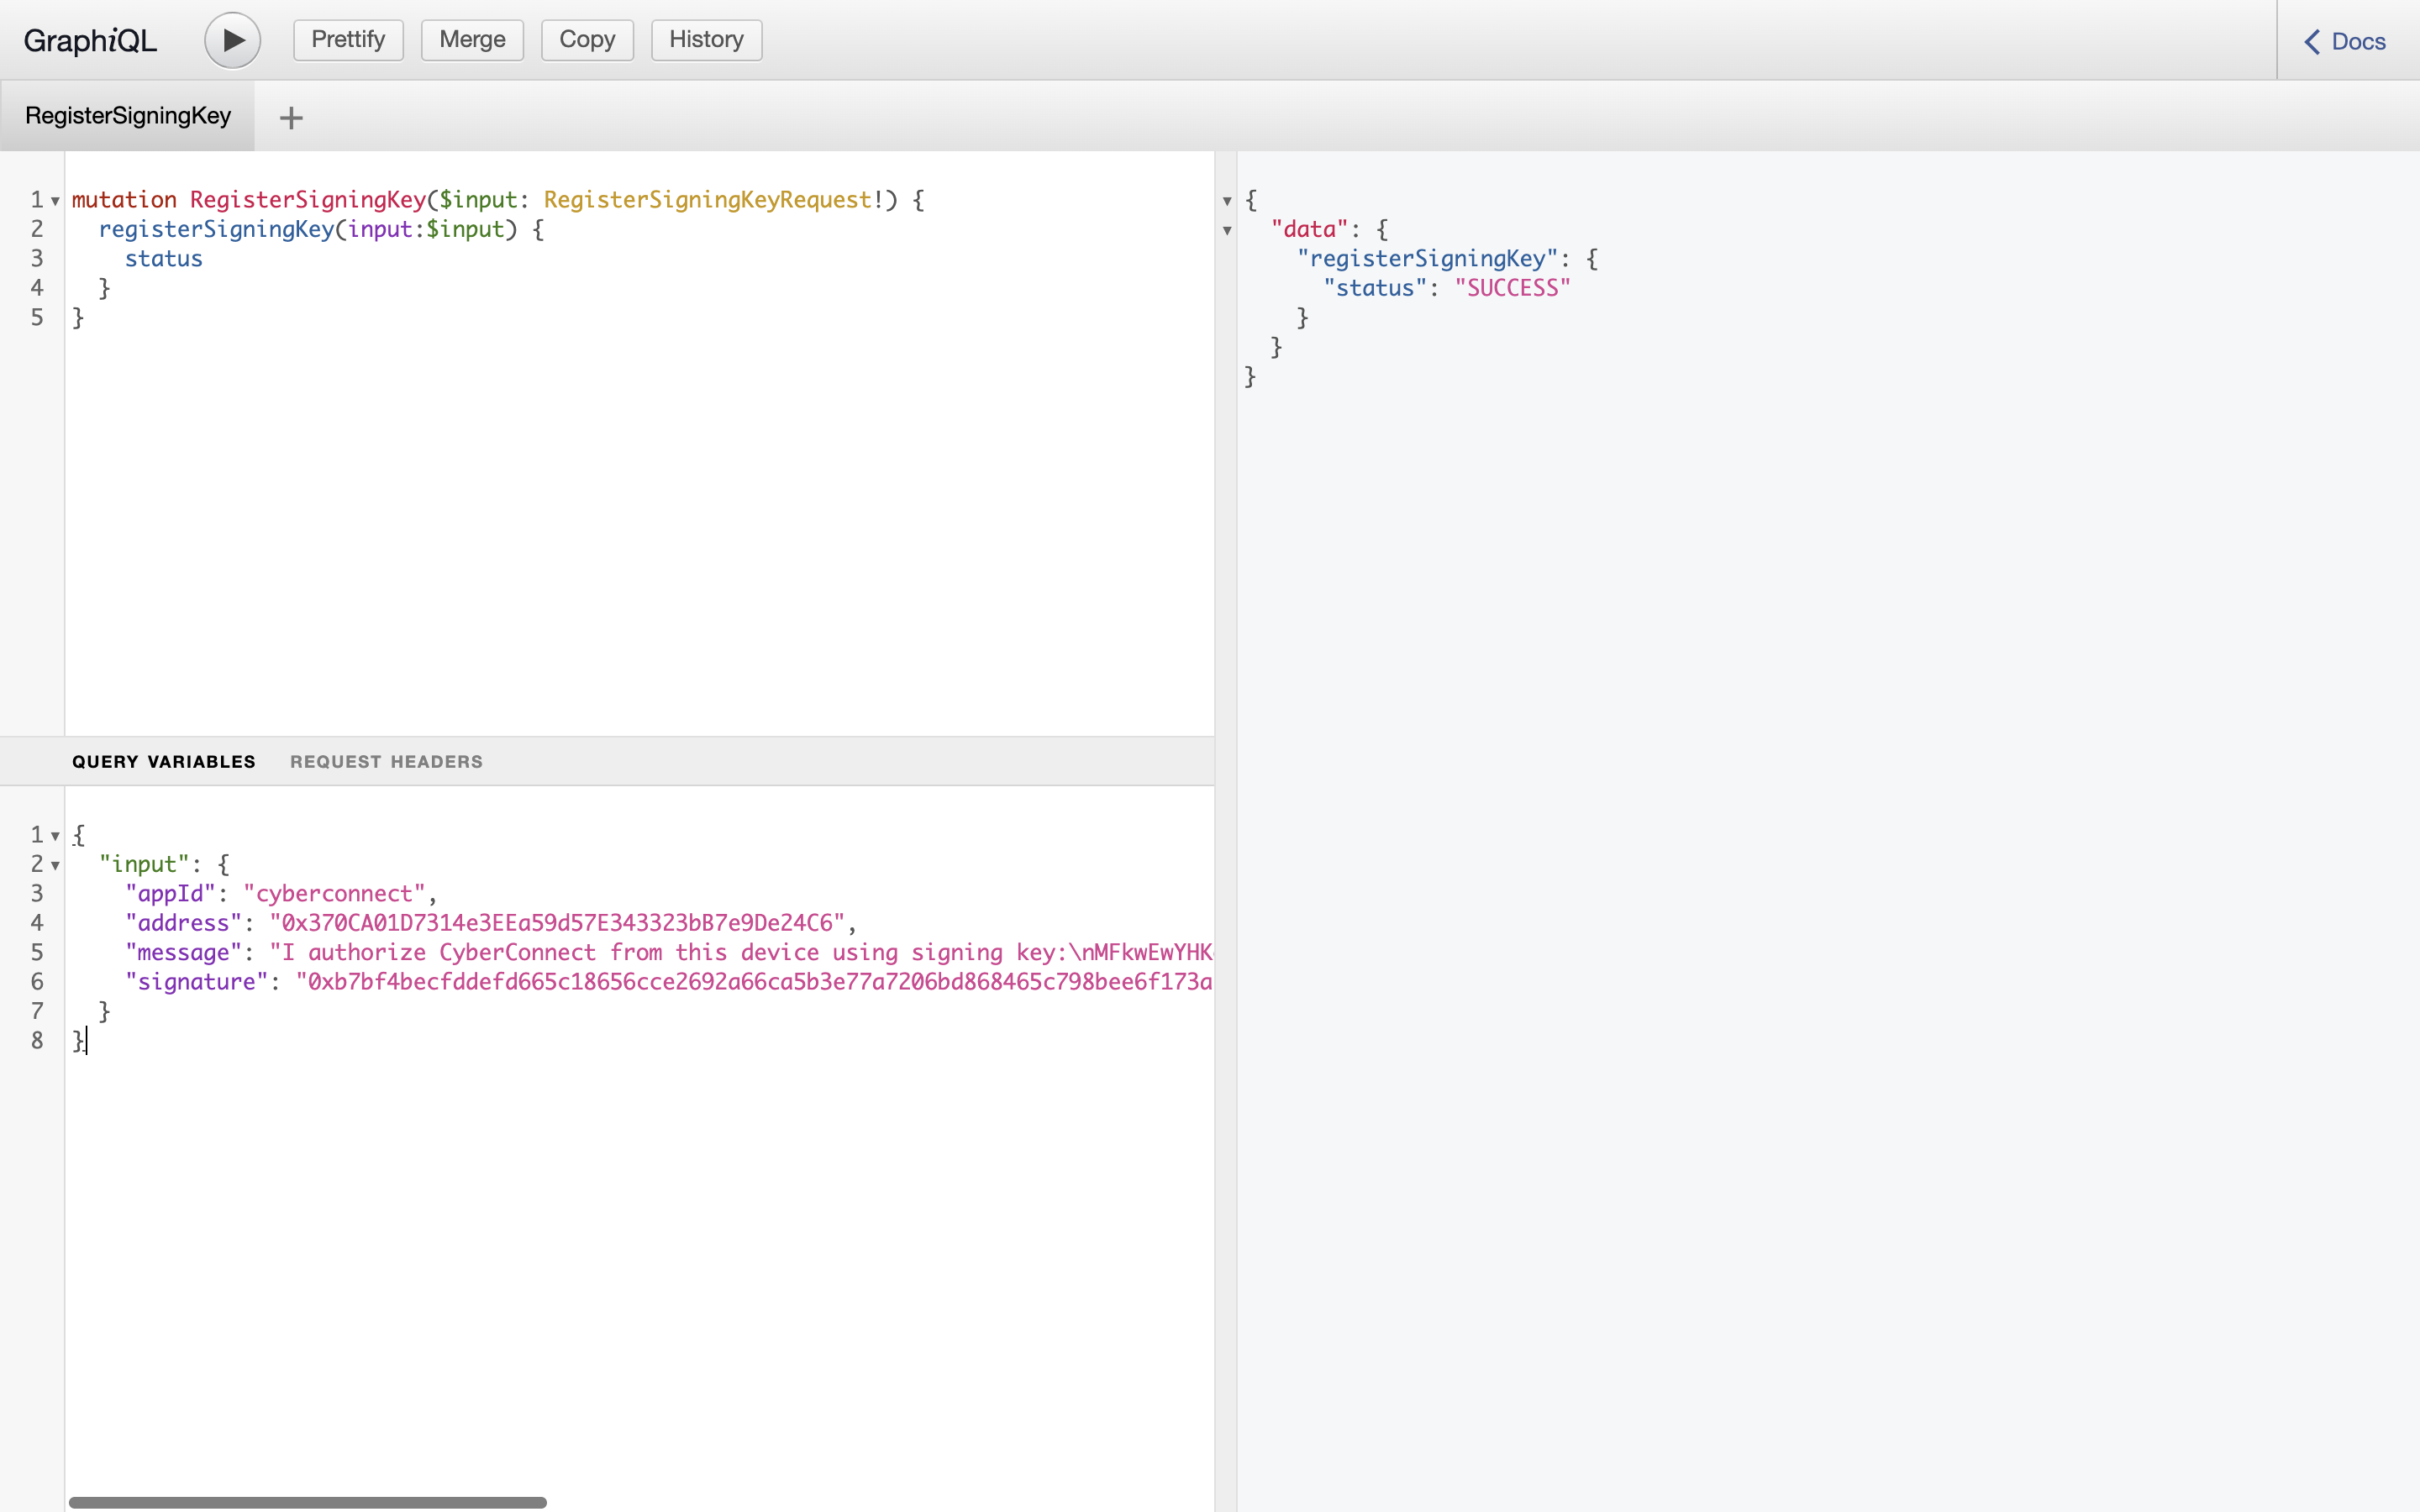 GraphiQL
Prettify
Merge
Copy
History
Docs
RegisterSigningKey
+
1 mutation RegisterSigningKey($input: RegisterSigningKeyRequest!) {
2   registerSigningKey(input:$input) {
3     status
4   }
5 }
{
  "data": {
    "registerSigningKey": {
      "status": "SUCCESS"
    }
  }
}
QUERY VARIABLES
REQUEST HEADERS
1 {
2   "input": {
3     "appId": "cyberconnect",
4     "address": "0x370CA01D7314e3EEa59d57E343323bB7e9De24C6",
5     "message": "I authorize CyberConnect from this device using signing key:\nMFkwEwYHK
6     "signature": "0xb7bf4becfddefd665c18656cce2692a66ca5b3e77a7206bd868465c798bee6f173a
7   }
8 }